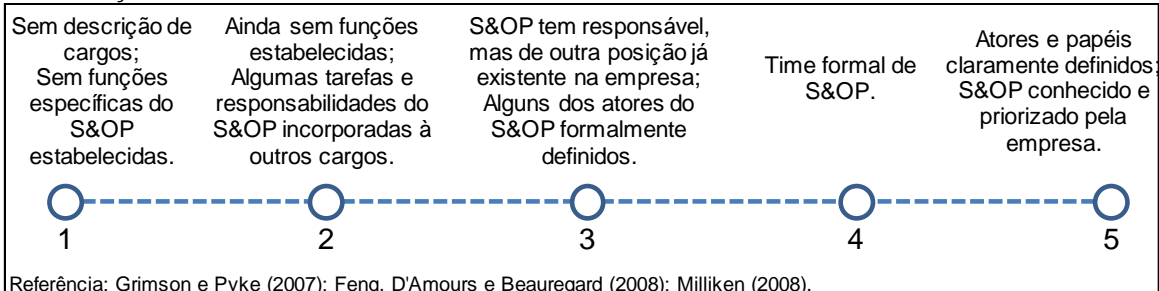 Sem descrição de
cargos;
Sem funções
específicas do
S&OP
estabelecidas.
Ainda sem funções
estabelecidas;
Algumas tarefas e
responsabilidades do
S&OP incorporadas à
outros cargos.
S&OP tem responsável,
mas de outra posição já
existente na empresa;
Alguns dos atores do
S&OP formalmente
definidos.
Time formal de
S&OP.
Atores e papéis
claramente definidos;
S&OP conhecido e
priorizado pela
empresa.
1
2
3
4
5
Referência: Grimson e Pyke (2007); Feng, D'Amours e Beauregard (2008); Milliken (2008).